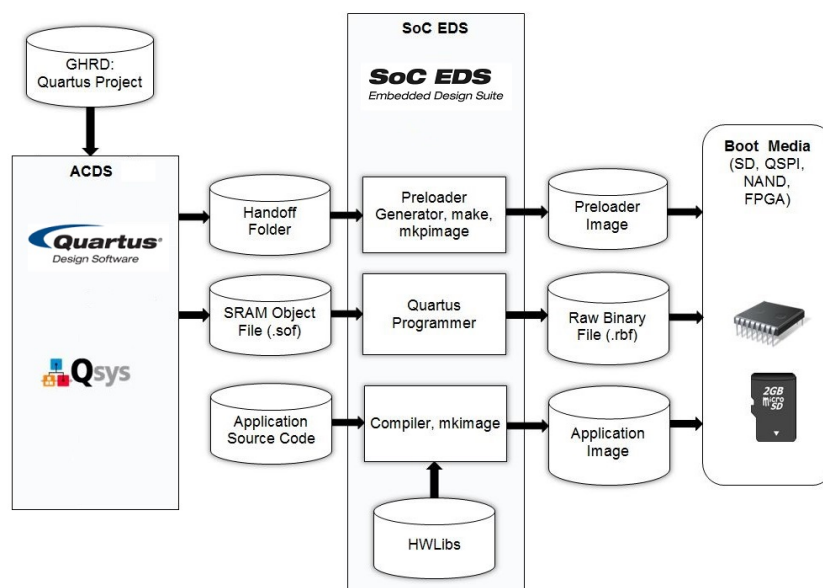 SoC EDS
GHRD:
Quartus Project
SoC EDS
Embedded Design Suite
ACDS
Quartus®
Design Software
Qsys
Handoff
Folder
Preloader
Generator, make,
mkpimage
Preloader
Image
Boot Media
(SD, QSPI,
NAND,
FPGA)
SRAM Object
File (.sof)
Quartus
Programmer
Raw Binary
File (.rbf)
Application
Source Code
Compiler, mkimage
Application
Image
2GB
micro
SD
HWLibs